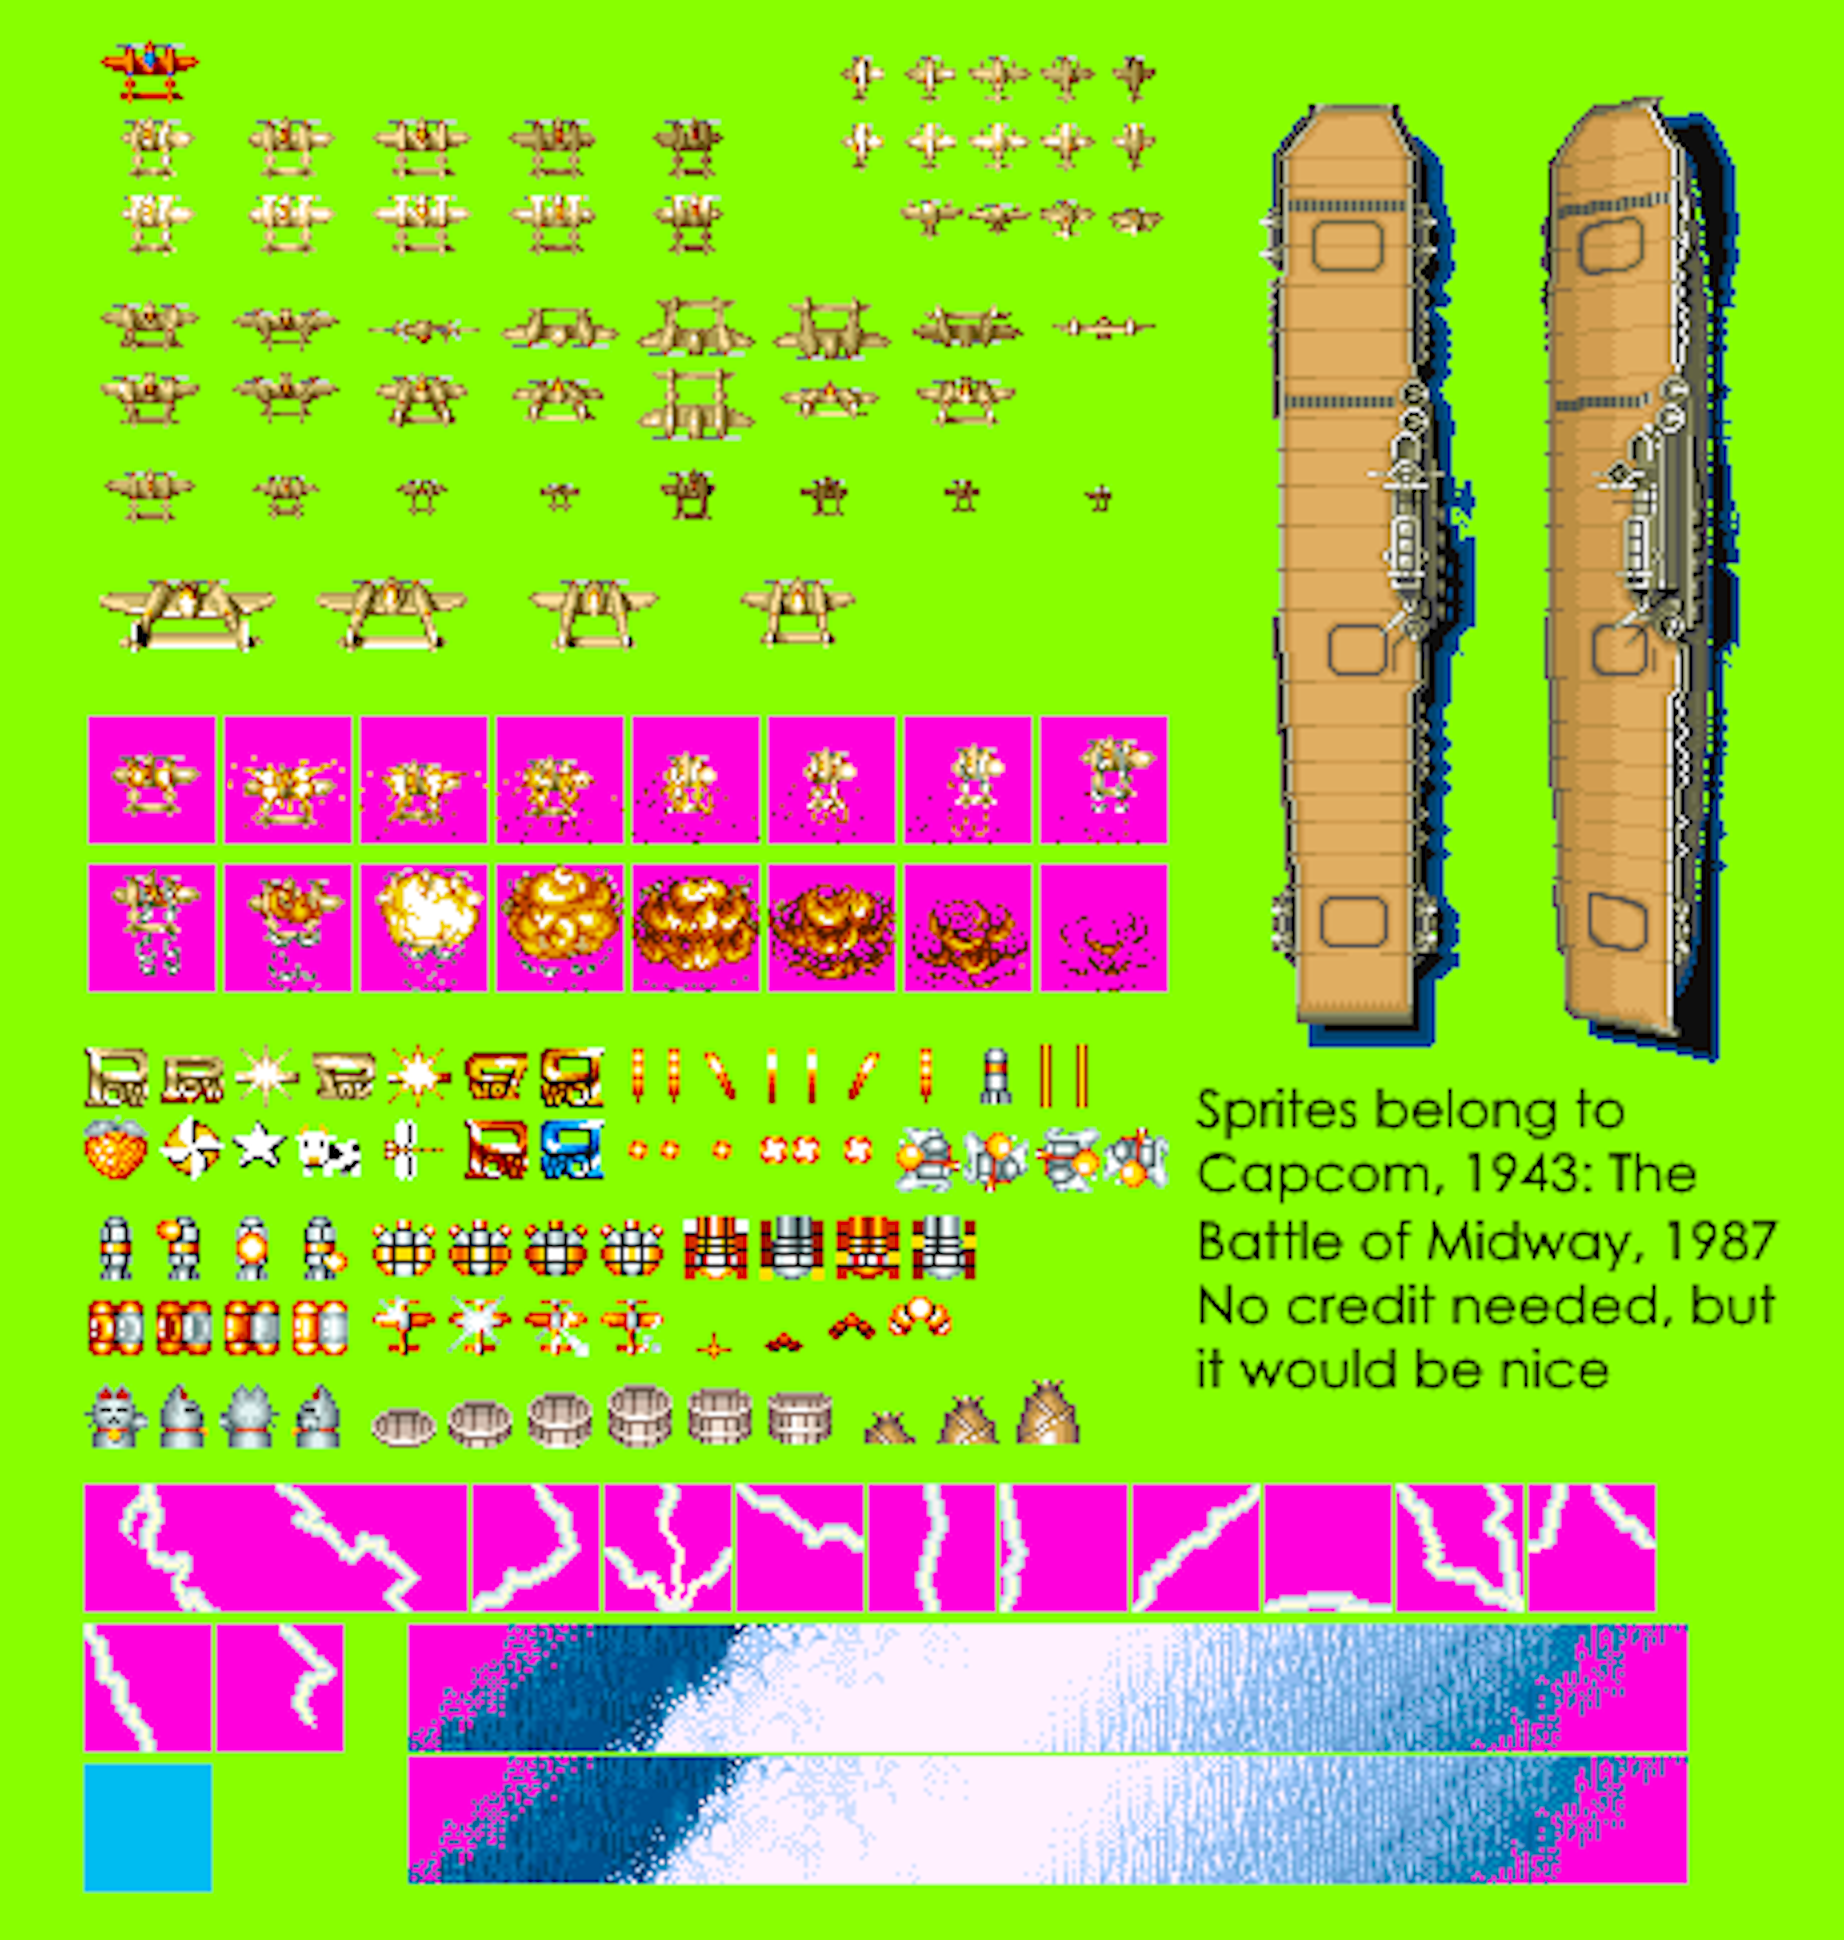 Sprites belong to
Capcom, 1943: The
Battle of Midway, 1987
No credit needed, but
it would be nice